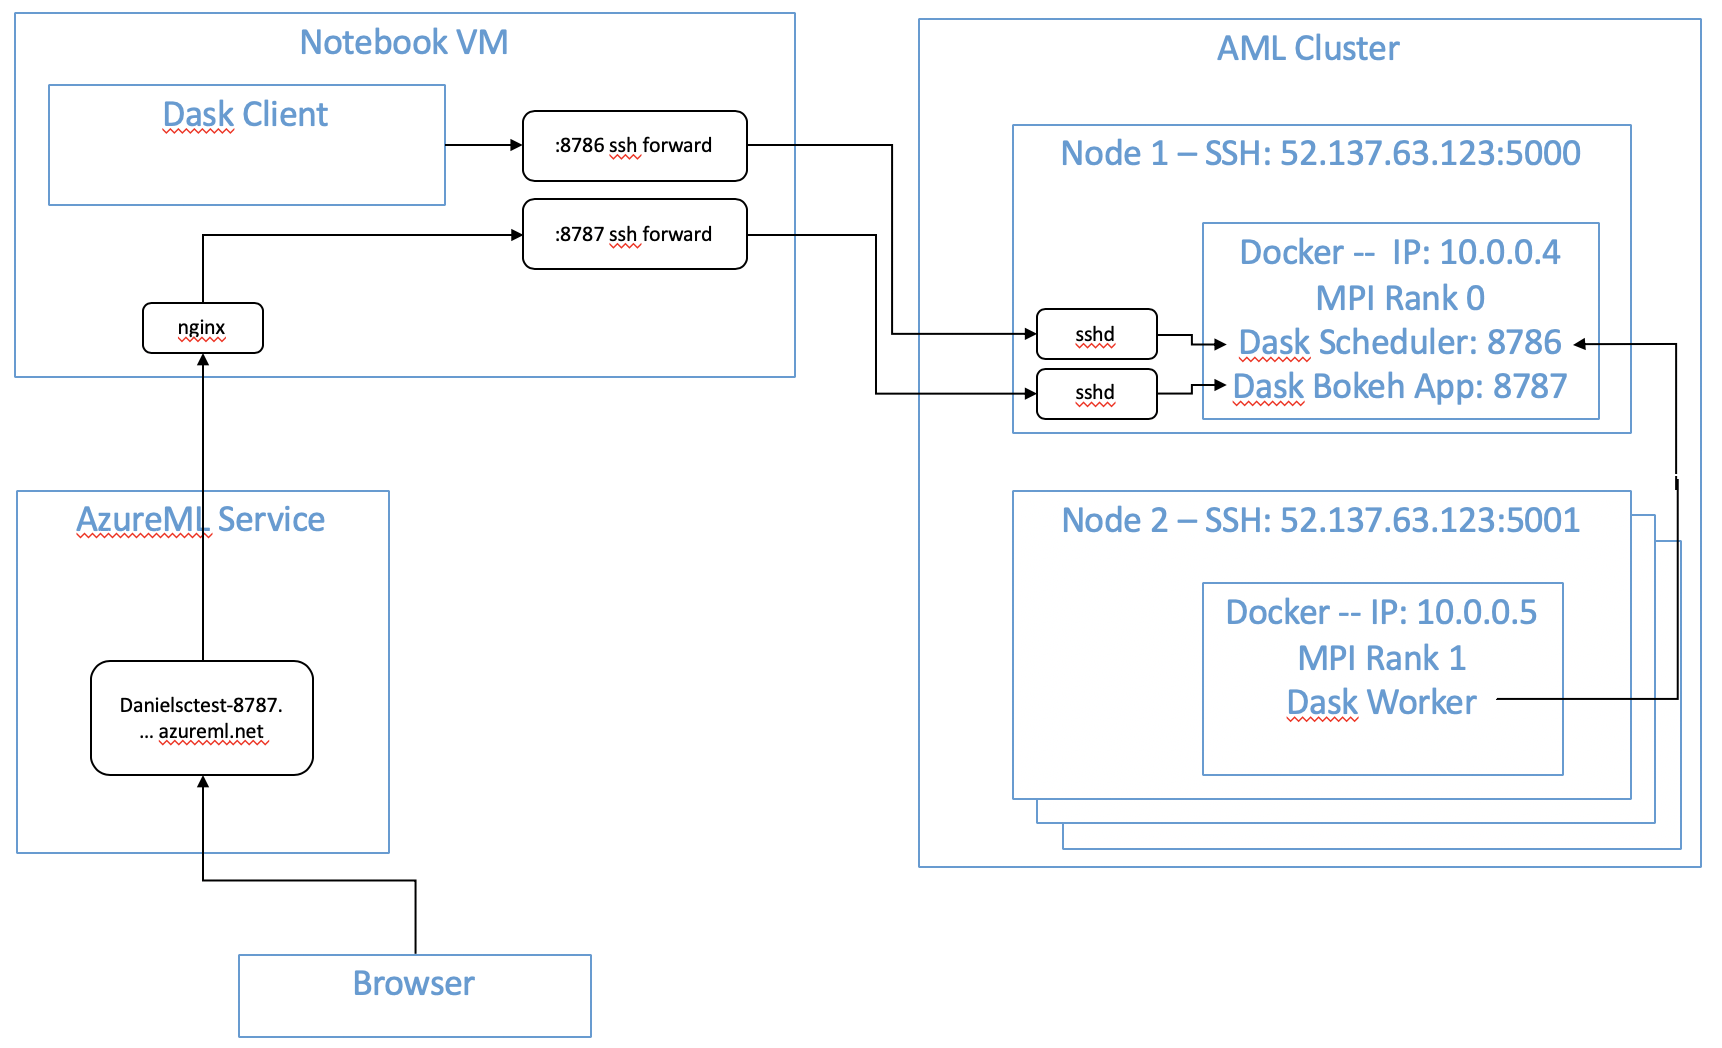 Notebook VM
Dask Client
:8786 ssh forward
:8787 ssh forward
nginx
AzureML Service
Danielsctest-8787.
... azureml.net
Browser
AML Cluster
Node 1 – SSH: 52.137.63.123:5000
Docker -- IP: 10.0.0.4
MPI Rank 0
Dask Scheduler: 8786
Dask Bokeh App: 8787
sshd
sshd
Node 2 – SSH: 52.137.63.123:5001
Docker -- IP: 10.0.0.5
MPI Rank 1
Dask Worker